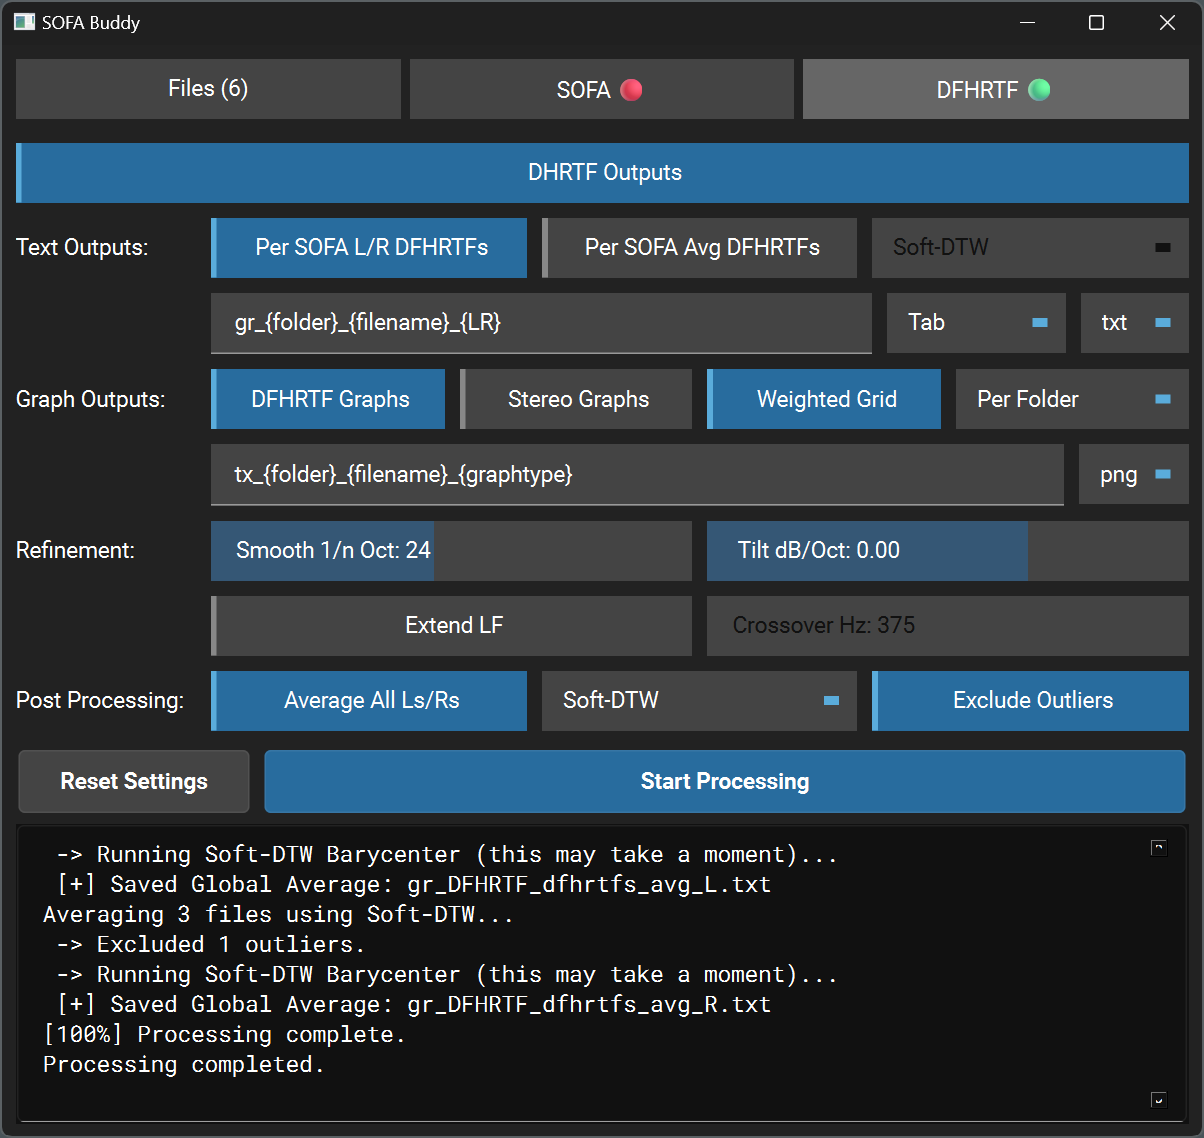 SOFA Buddy
Files (6)
SOFA
DFHRTF
DHRTF Outputs
Text Outputs:
Per SOFA L/R DFHRTFs
Per SOFA Avg DFHRTFs
Soft-DTW
gr_{folder}_{filename}_{LR}
Tab
txt
Graph Outputs:
DFHRTF Graphs
Stereo Graphs
Weighted Grid
Per Folder
tx_{folder}_{filename}_{graphtype}
png
Refinement:
Smooth 1/n Oct: 24
Tilt dB/Oct: 0.00
Extend LF
Crossover Hz: 375
Post Processing:
Average All Ls/Rs
Soft-DTW
Exclude Outliers
Reset Settings
Start Processing
-> Running Soft-DTW Barycenter (this may take a moment)...
[+] Saved Global Average: gr_DFHRTF_dfhrtfs_avg_L.txt
Averaging 3 files using Soft-DTW...
-> Excluded 1 outliers.
-> Running Soft-DTW Barycenter (this may take a moment)...
[+] Saved Global Average: gr_DFHRTF_dfhrtfs_avg_R.txt
[100%] Processing complete.
Processing completed.